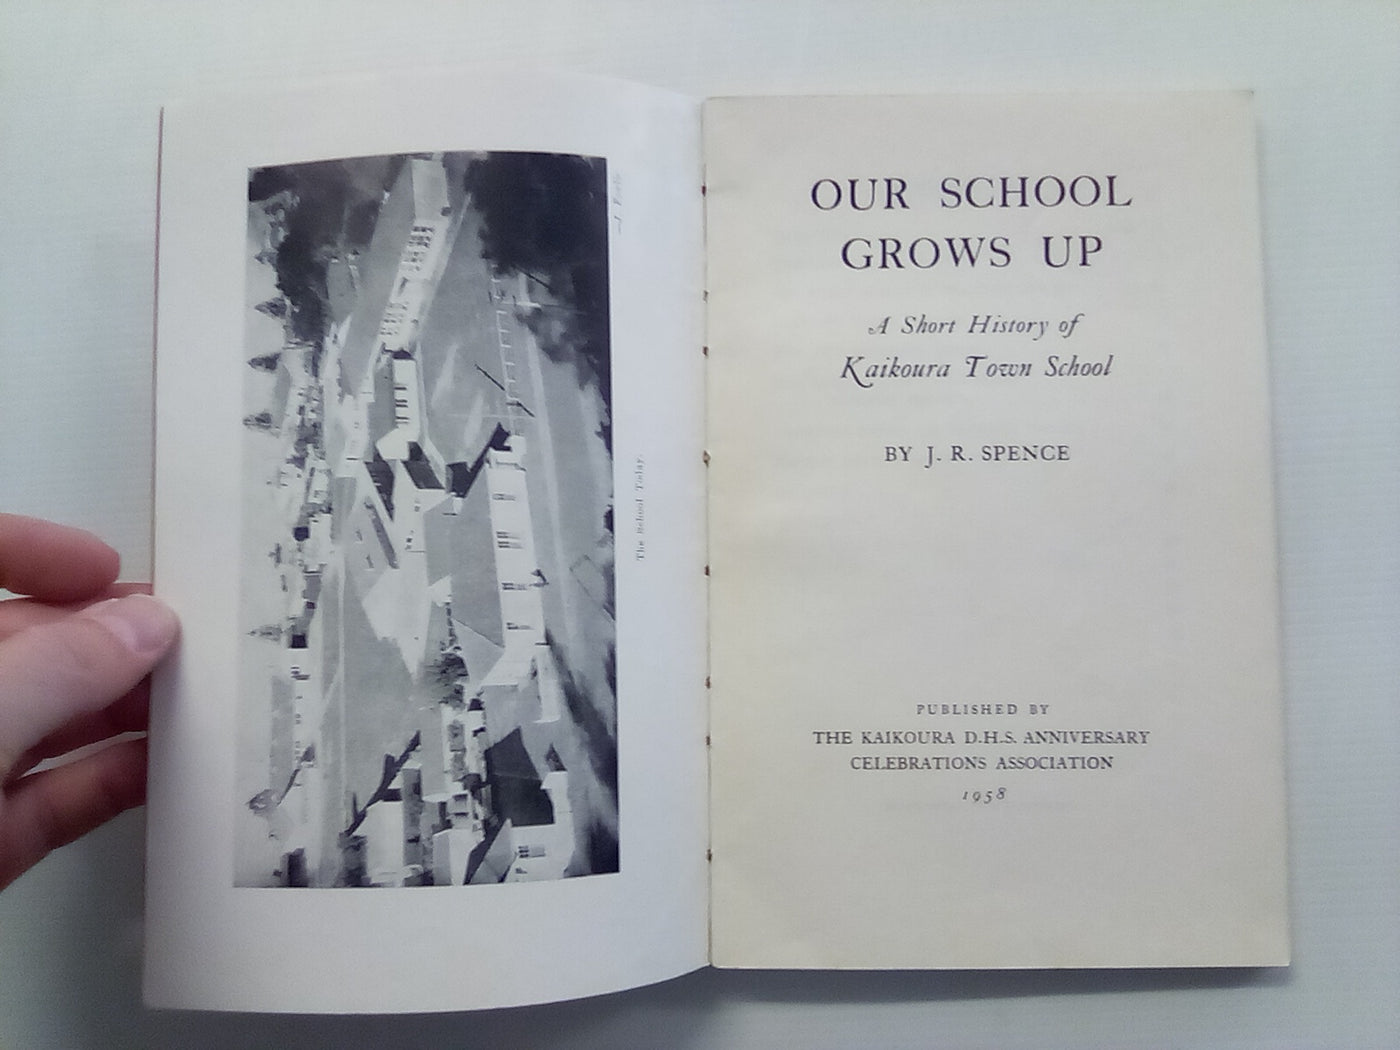 The School Today.
OUR SCHOOL
GROWS UP
A Short History of
Kaikoura Town School
BY J. R. SPENCE
PUBLISHED BY
THE KAIKOURA D.H.S. ANNIVERSARY
CELEBRATIONS ASSOCIATION
1958